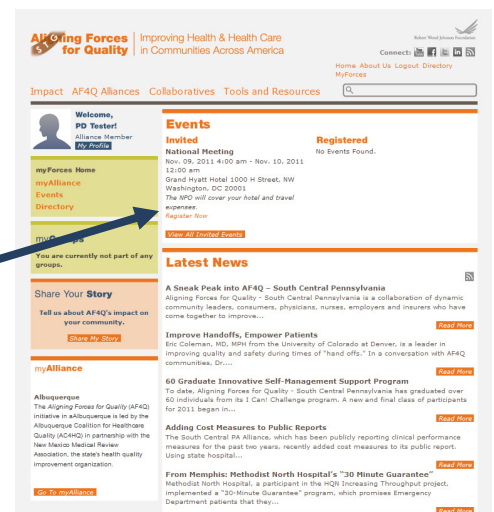 Aligning Forces for Quality
Improving Health & Health Care
in Communities Across America
Robert Wood Johnson Foundation
Connect:
Home About Us Logout Directory
MyForces
Impact AF4Q Alliances Collaboratives Tools and Resources
Welcome,
PD Tester!
Alliance Member
My Profile
myForces Home
myAlliance
Events
Directory
You are currently not part of any
groups.
Share Your Story
Tell us about AF4Q's impact on
your community.
Share My Story
myAlliance
Albuquerque
The Aligning Forces for Quality (AF4Q)
initiative in aAlbuquerque is led by the
Albuquerque Coalition for Healthcare
Quality (AC4HQ) in partnership with the
New Mexico Medical Review
Association, the state's health quality
improvement organization.
Go To myAlliance
Events
Invited
National Meeting
Nov. 09, 2011 4:00 am - Nov. 10, 2011
12:00 am
Grand Hyatt Hotel 1000 H Street, NW
Washington, DC 20001
The NPO will cover your hotel and travel
expenses.
Register Now
View All Invited Events
Registered
No Events Found.
Latest News
A Sneak Peak into AF4Q – South Central Pennsylvania
Aligning Forces for Quality - South Central Pennsylvania is a collaboration of dynamic
community leaders, consumers, physicians, nurses, employers and insurers who have
come together to improve...
Read More
Improve Handoffs, Empower Patients
Eric Coleman, MD, MPH from the University of Colorado at Denver, is a leader in
improving quality and safety during times of "hand offs." In a conversation with AF4Q
communities, Dr....
Read More
60 Graduate Innovative Self-Management Support Program
To date, Aligning Forces for Quality - South Central Pennsylvania has graduated over
60 individuals from its I Can! Challenge program. A new and final class of participants
for 2011 began in...
Read More
Adding Cost Measures to Public Reports
The South Central PA Alliance, which has been publicly reporting clinical performance
measures for the past two years, recently added cost measures to its public report.
Using state hospital...
Read More
From Memphis: Methodist North Hospital's "30 Minute Guarantee"
Methodist North Hospital, a participant in the HQN Increasing Throughput project,
implemented a "30-Minute Guarantee" program, which promises Emergency
Department patients that they...
Read More